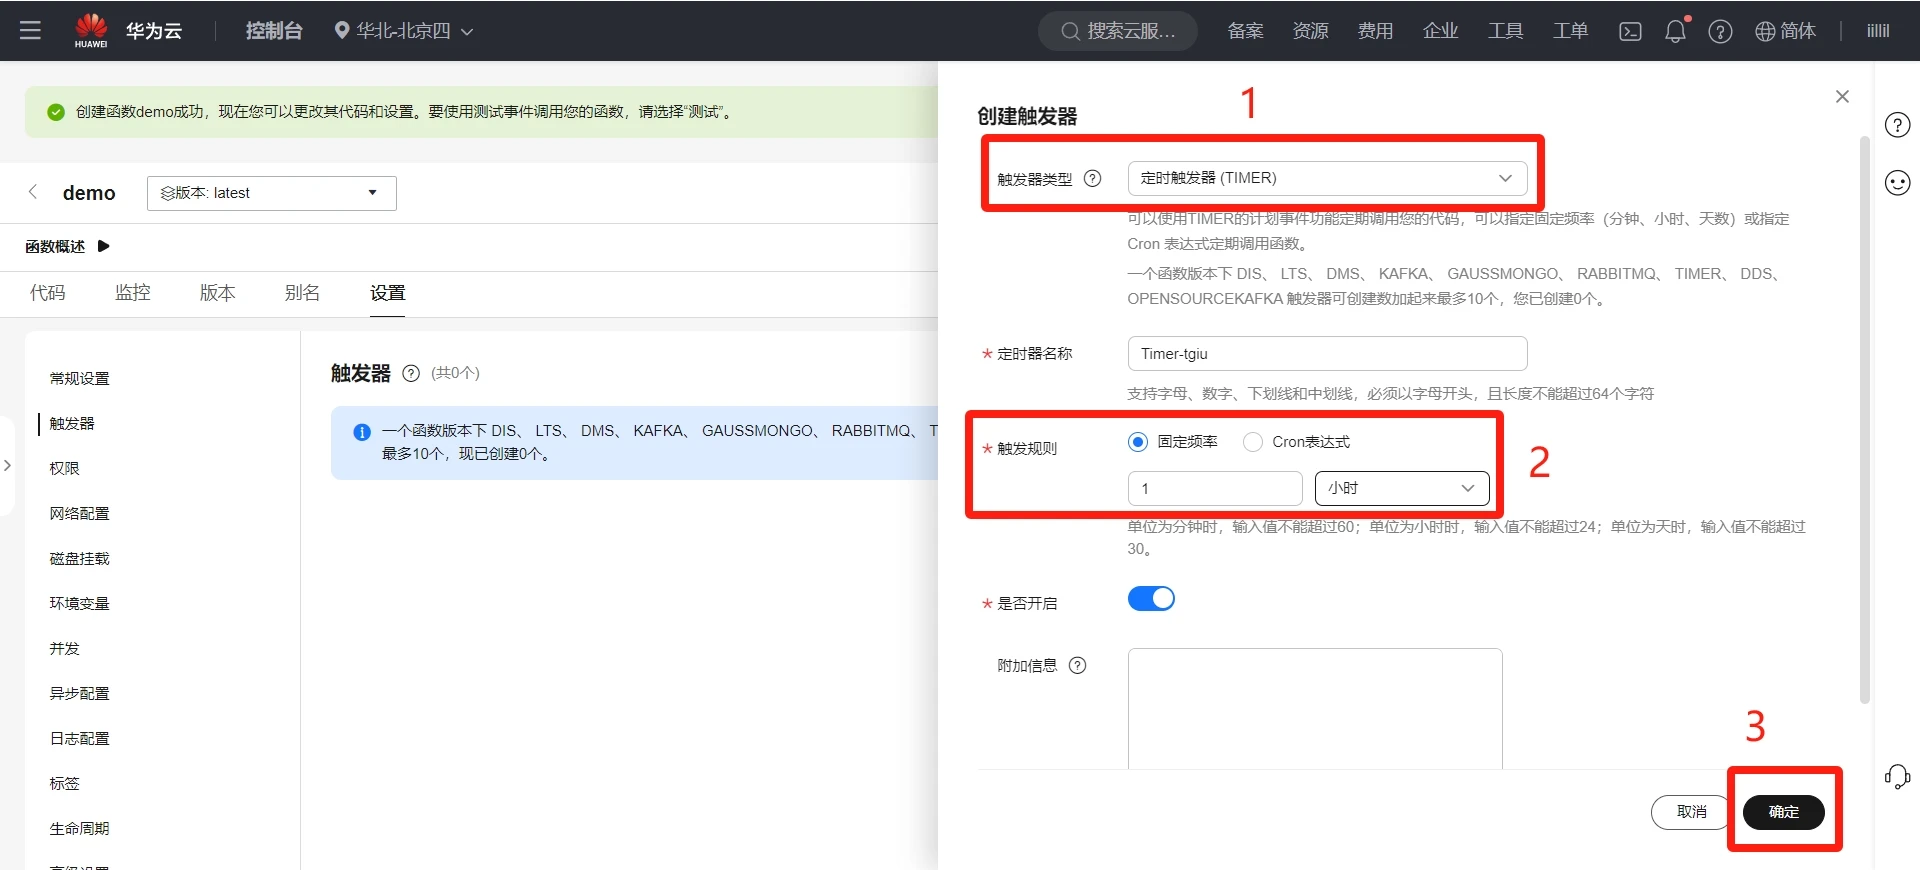 HUAWEI
华为云
控制台
华北-北京四
搜索云服...
备案
资源
费用
企业
工具
工单
简体
iillil
创建函数demo成功，现在您可以更改其代码和设置。要使用测试事件调用您的函数，请选择“测试”。
demo
版本: latest
函数概述
代码
监控
版本
别名
设置
常规设置
触发器
权限
网络配置
磁盘挂载
环境变量
并发
异步配置
日志配置
标签
生命周期
触发器
(共0个)
一个函数版本下 DIS、 LTS、 DMS、 KAFKA、 GAUSSMONGO、 RABBITMQ、 T
最多10个，现已创建0个。
创建触发器
1
触发器类型
定时触发器 (TIMER)
可以使用TIMER的计划事件功能定期调用您的代码，可以指定固定频率（分钟、小时、天数）或指定
Cron 表达式定期调用函数。
一个函数版本下 DIS、 LTS、 DMS、 KAFKA、 GAUSSMONGO、 RABBITMQ、 TIMER、 DDS、
OPENSOURCEKAFKA 触发器可创建数加起来最多10个，您已创建0个。
* 定时器名称
Timer-tgiu
支持字母、数字、下划线和中划线，必须以字母开头，且长度不能超过64个字符
* 触发规则
固定频率
Cron表达式
1
小时
2
单位为分钟时，输入值不能超过60；单位为小时时，输入值不能超过24；单位为天时，输入值不能超过
30。
* 是否开启
附加信息
3
取消
确定